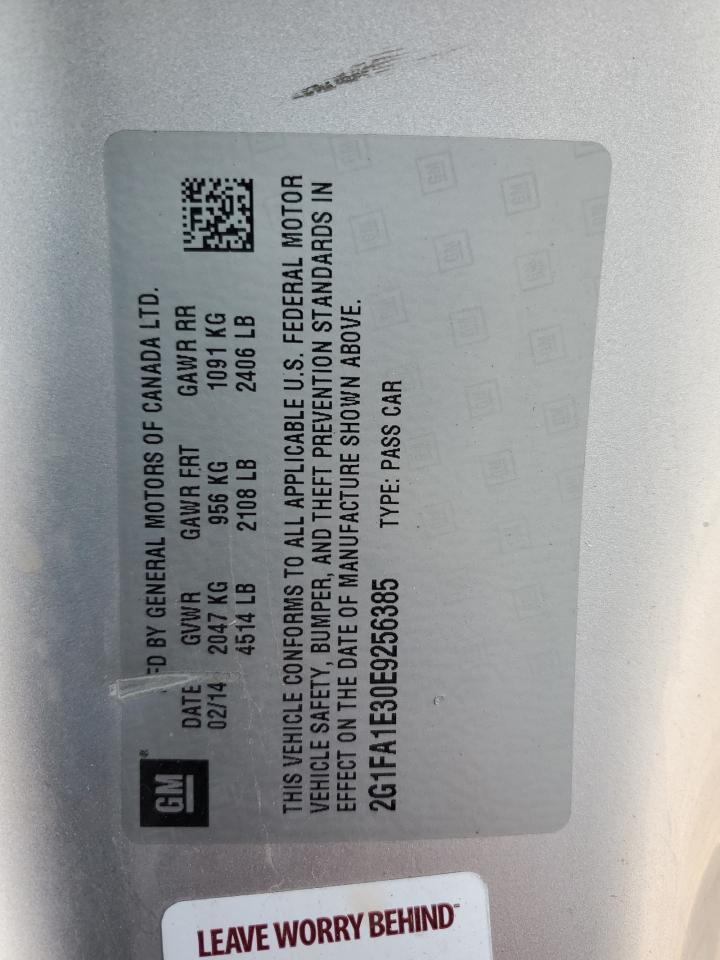 GM
FD BY GENERAL MOTORS OF CANADA LTD.
DATE GVWR GAWR FRT GAWR RR
02/14 2047 KG 956 KG 1091 KG
4514 LB 2108 LB 2406 LB
THIS VEHICLE CONFORMS TO ALL APPLICABLE U.S. FEDERAL MOTOR
VEHICLE SAFETY, BUMPER, AND THEFT PREVENTION STANDARDS IN
EFFECT ON THE DATE OF MANUFACTURE SHOWN ABOVE.
2G1FA1E30E9256385 TYPE: PASS CAR
LEAVE WORRY BEHIND